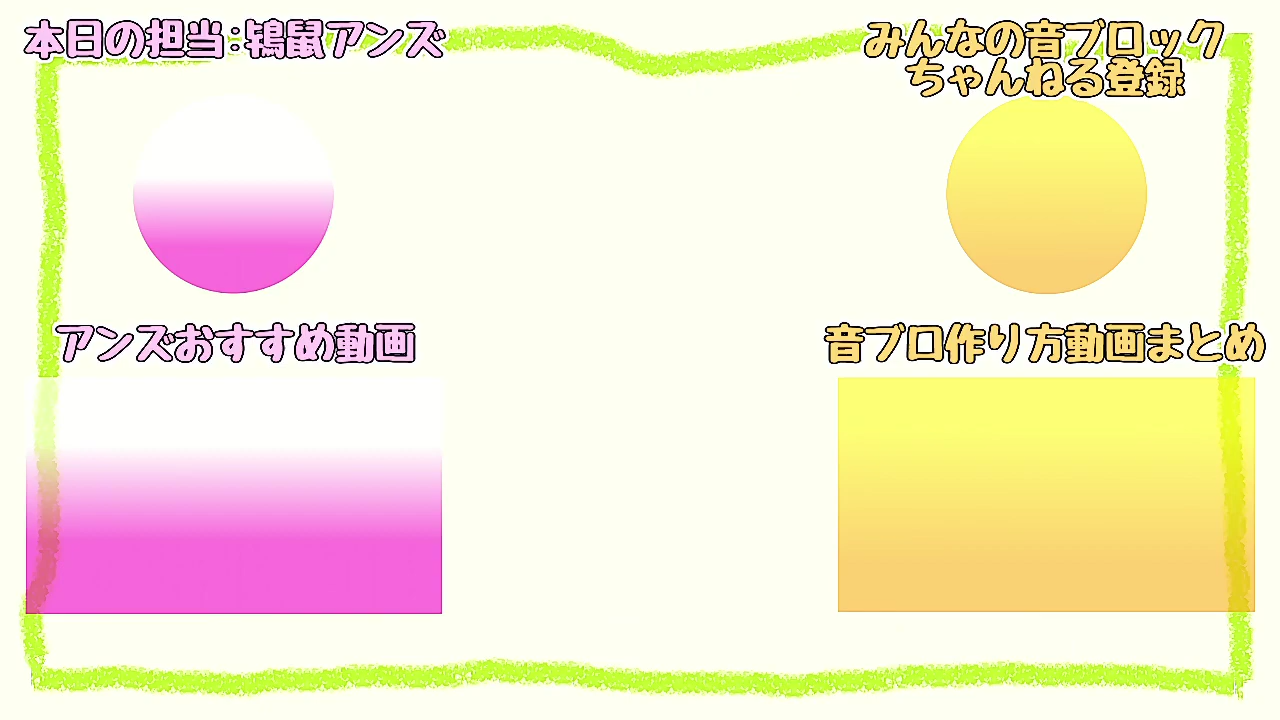 本日の担当:鴇鼠アンズ
みんなの音ブロック
ちゃんねる登録
アンズおすすめ動画
音ブロ作り方動画まとめ